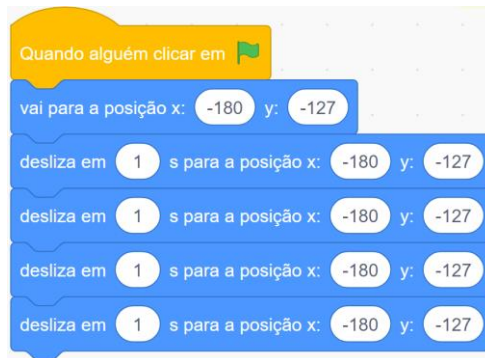 Quando alguém clicar em
vai para a posição x: -180 y: -127
desliza em 1 s para a posição x: -180 y: -127
desliza em 1 s para a posição x: -180 y: -127
desliza em 1 s para a posição x: -180 y: -127
desliza em 1 s para a posição x: -180 y: -127